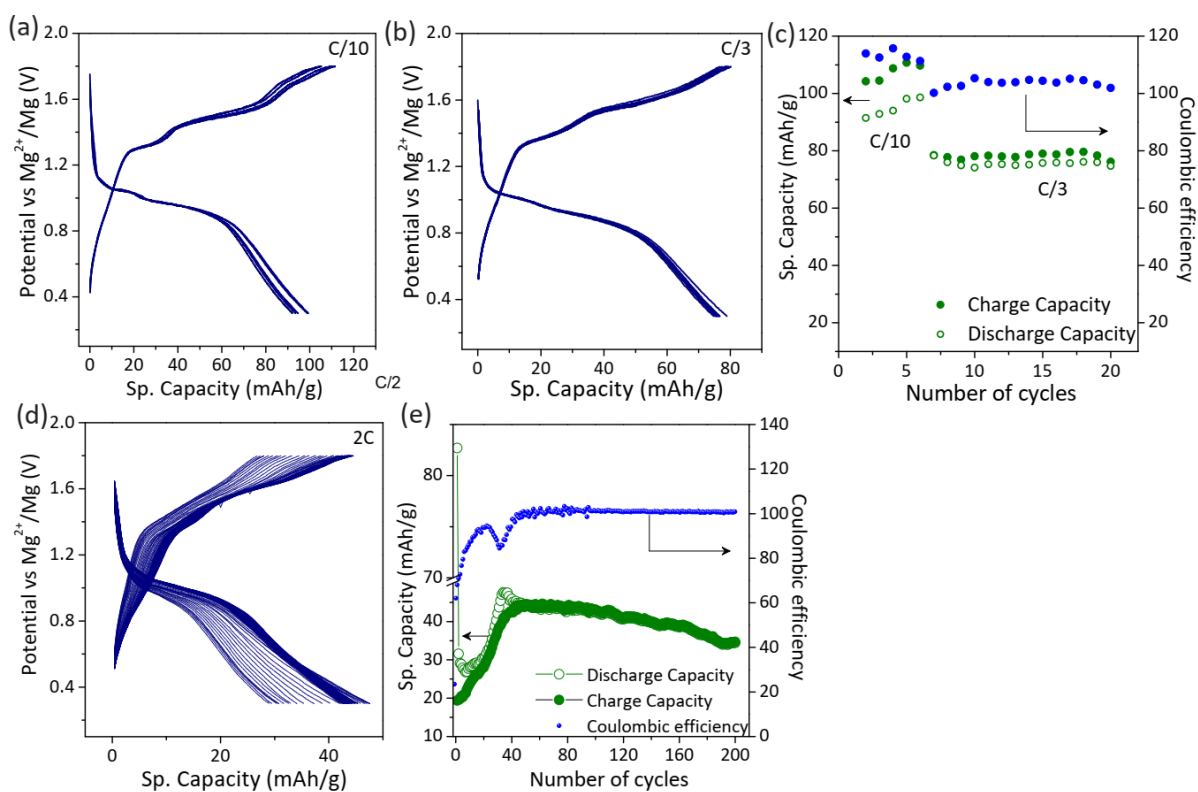 (a)
C/10
Potential vs Mg²⁺/Mg (V)
1.8
1.5
1.2
0.8
0.4
0 20 40 60 80 100 120
Sp. Capacity (mAh/g)
C/2
(b)
C/3
Potential vs Mg²⁺/Mg (V)
2.0
1.6
1.2
0.8
0.4
0 20 40 60 80
Sp. Capacity (mAh/g)
(c)
Sp. Capacity (mAh/g)
120
100
80
60
40
20
C/10
C/3
Charge Capacity
Discharge Capacity
120
100
80
60
40
20
0
Coulombic efficiency
0 5 10 15 20
Number of cycles
(d)
2C
Potential vs Mg²⁺/Mg (V)
2.0
1.6
1.2
0.8
0.4
0 20 40 60
Sp. Capacity (mAh/g)
(e)
Sp. Capacity (mAh/g)
80
70
40
30
20
10
Discharge Capacity
Charge Capacity
Coulombic efficiency
140
120
100
80
60
40
20
0
Coulombic efficiency
0 40 80 120 160 200
Number of cycles